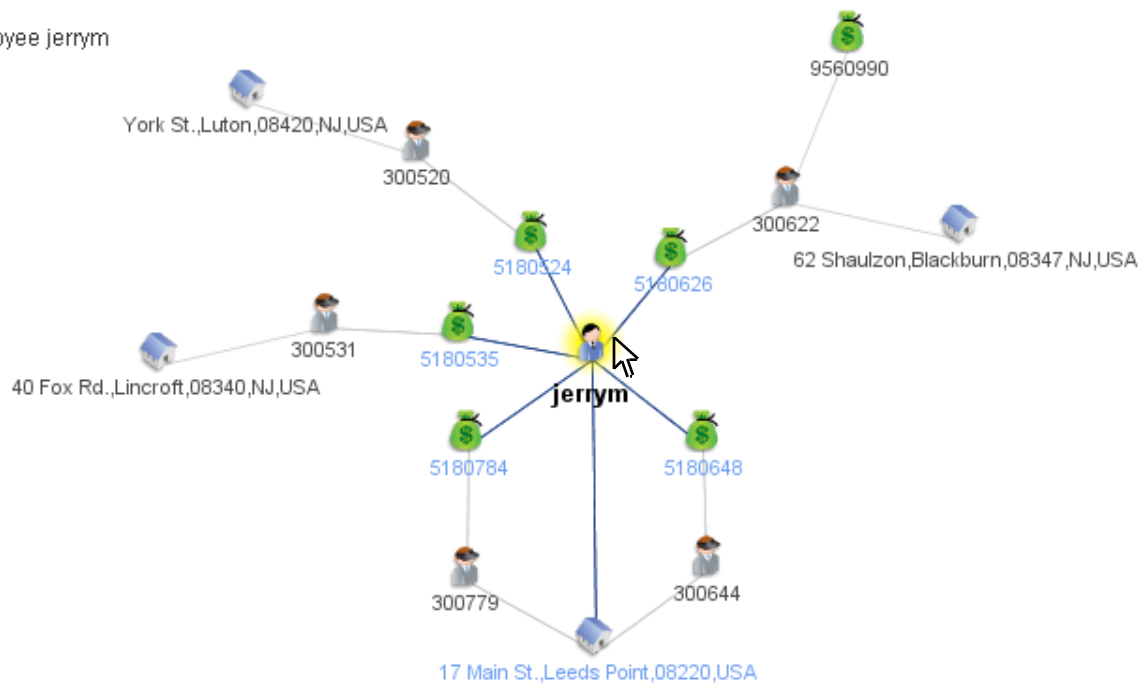 oyee jerrym
9560990
York St.,Luton,08420,NJ,USA
300520
300622
62 Shaulzon,Blackburn,08347,NJ,USA
5180524
5180626
300531
5180535
40 Fox Rd.,Lincroft,08340,NJ,USA
jerrym
5180784
5180648
300779
300644
17 Main St.,Leeds Point,08220,USA